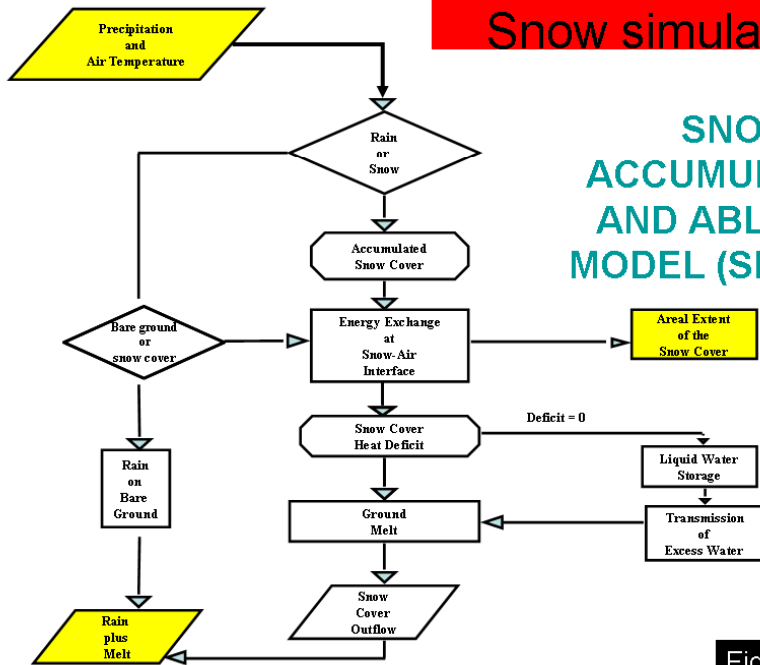 Snow simula
SNO
ACCUMUL
AND ABL
MODEL (S
Precipitation
and
Air Temperature
Rain
or
Snow
Accumulated
Snow Cover
Bare ground
or
snow cover
Energy Exchange
at
Snow-Air
Interface
Areal Extent
of the
Snow Cover
Snow Cover
Heat Deficit
Deficit = 0
Liquid Water
Storage
Rain
on
Bare
Ground
Ground
Melt
Transmission
of
Excess Water
Snow
Cover
Outflow
Rain
plus
Melt